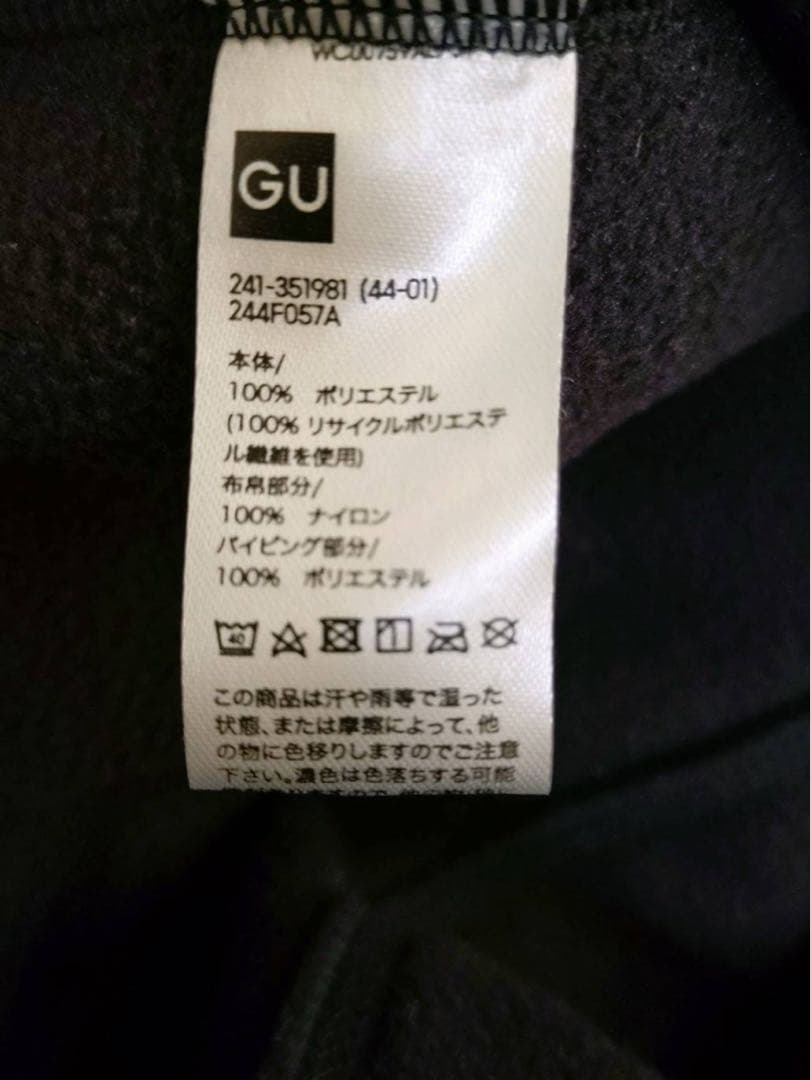 GU
241-351981 (44-01)
244F057A
本体/
100% ポリエステル
(100% リサイクルポリエステ
ル繊維を使用)
布帛部分/
100% ナイロン
パイピング部分/
100% ポリエステル
40
この商品は汗や雨等で湿った
状態、または摩擦によって、他
の物に色移りしますのでご注意
下さい。濃色は色落ちする可能